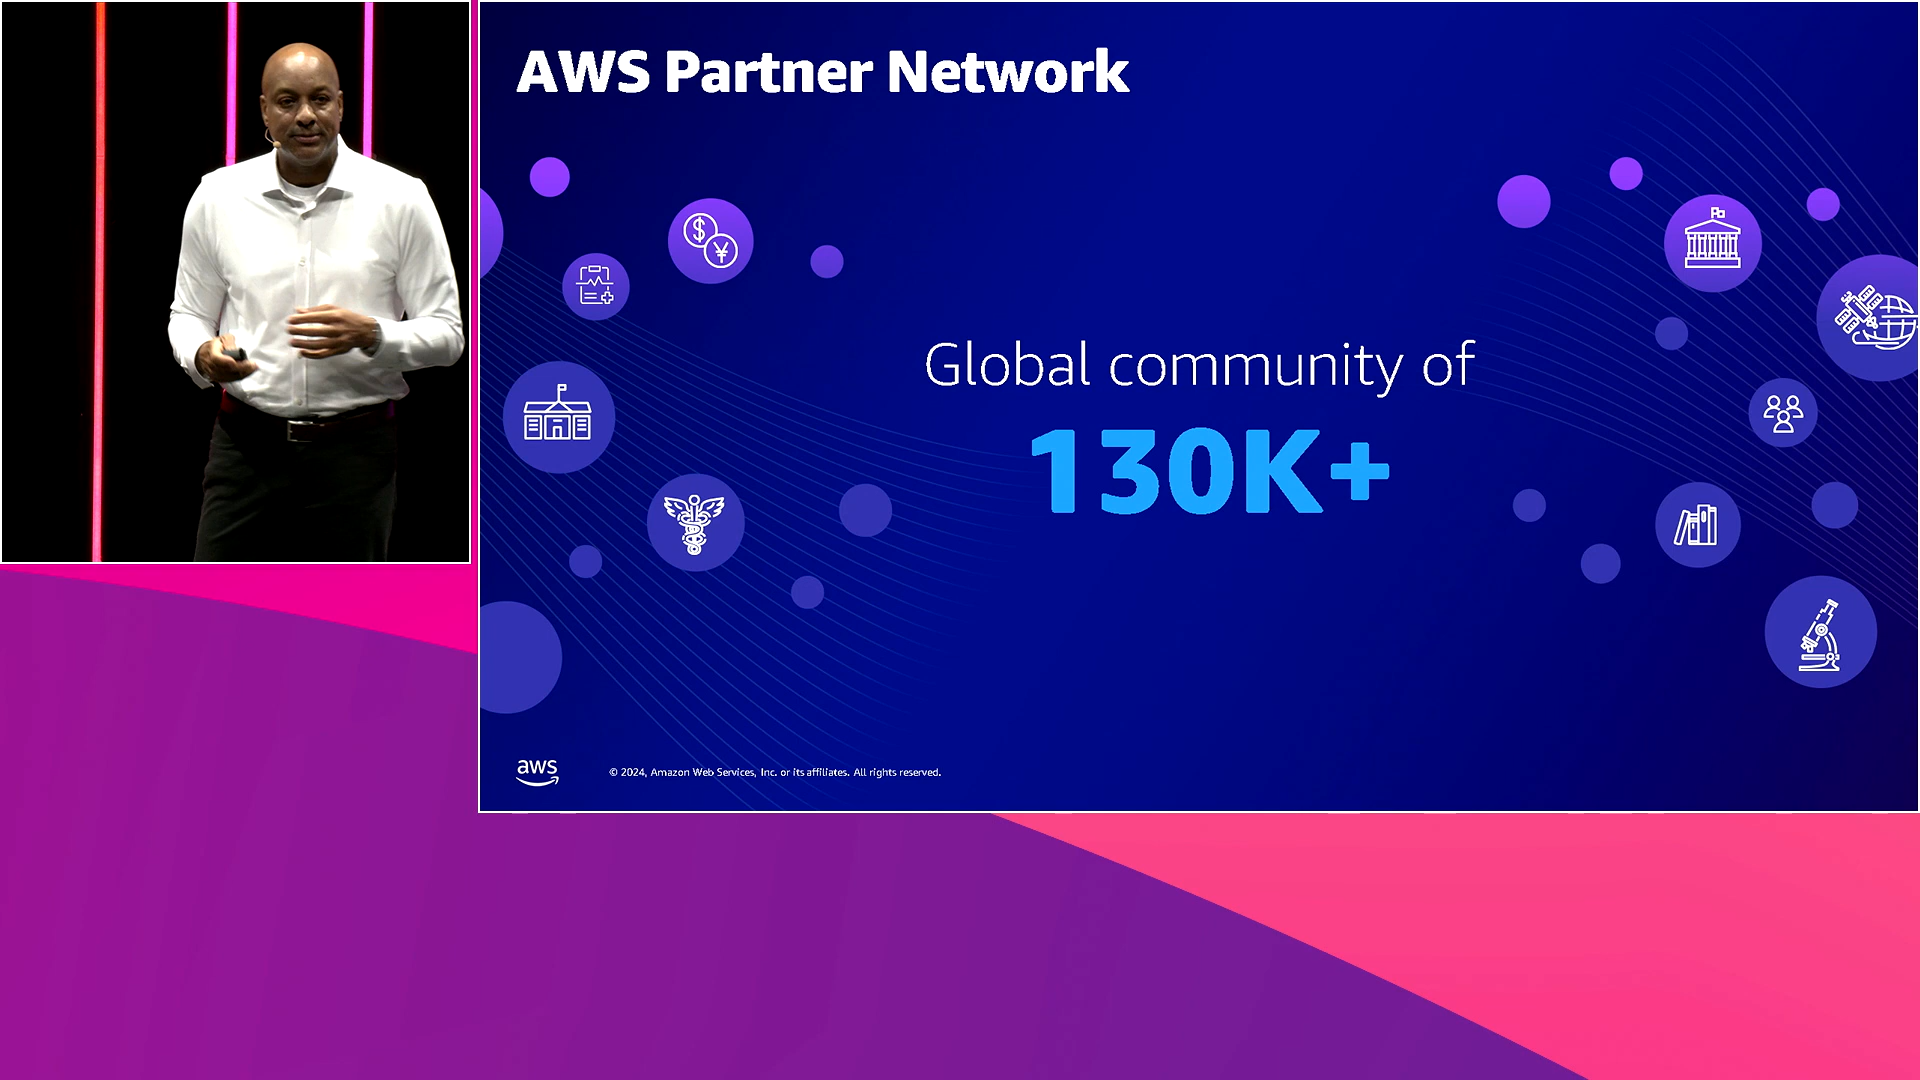 AWS Partner Network
Global community of
130K+
aws
© 2024, Amazon Web Services, Inc. or its affiliates. All rights reserved.